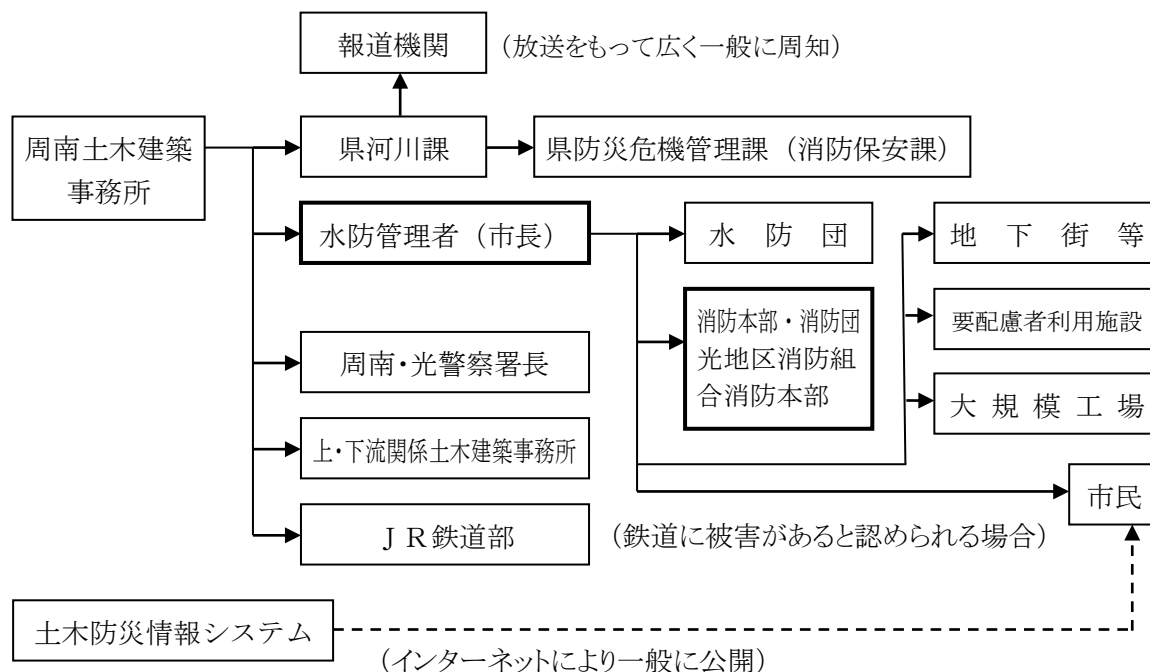 報道機関
(放送をもって広く一般に周知)
周南土木建築
事務所
県河川課
県防災危機管理課 (消防保安課)
水防管理者 (市長)
水防団
地下街等
消防本部・消防団
光地区消防組
合消防本部
要配慮者利用施設
周南・光警察署長
大規模工場
上・下流関係土木建築事務所
市民
JR鉄道部
(鉄道に被害があると認められる場合)
土木防災情報システム
(インターネットにより一般に公開)